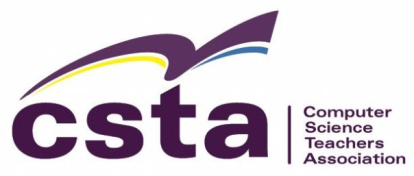 csta
Computer
Science
Teachers
Association